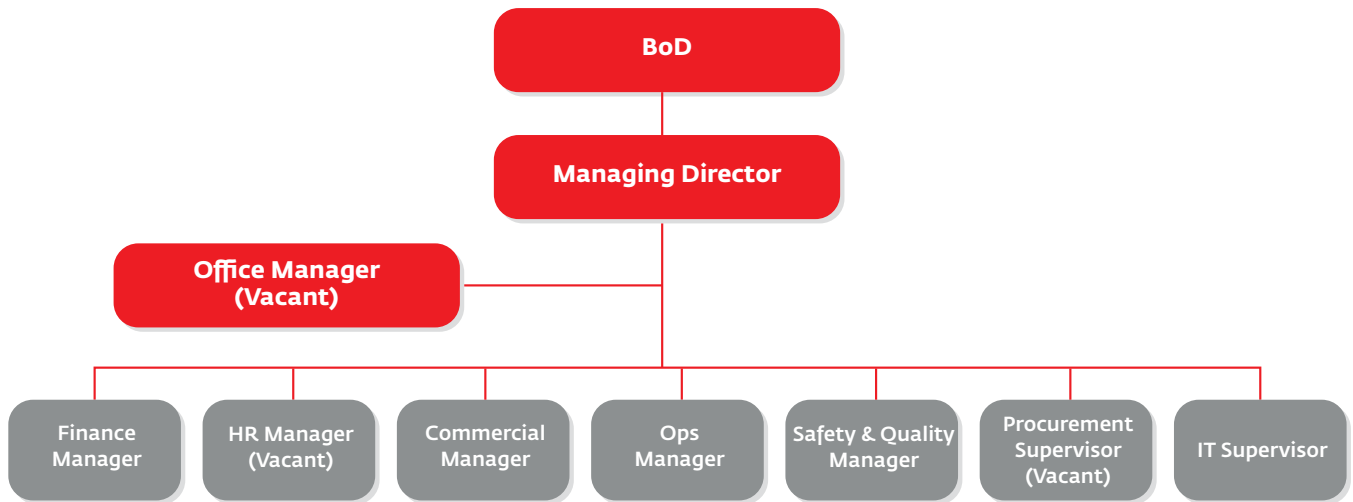 BoD
Managing Director
Office Manager
(Vacant)
Finance
Manager
HR Manager
(Vacant)
Commercial
Manager
Ops
Manager
Safety & Quality
Manager
Procurement
Supervisor
(Vacant)
IT Supervisor